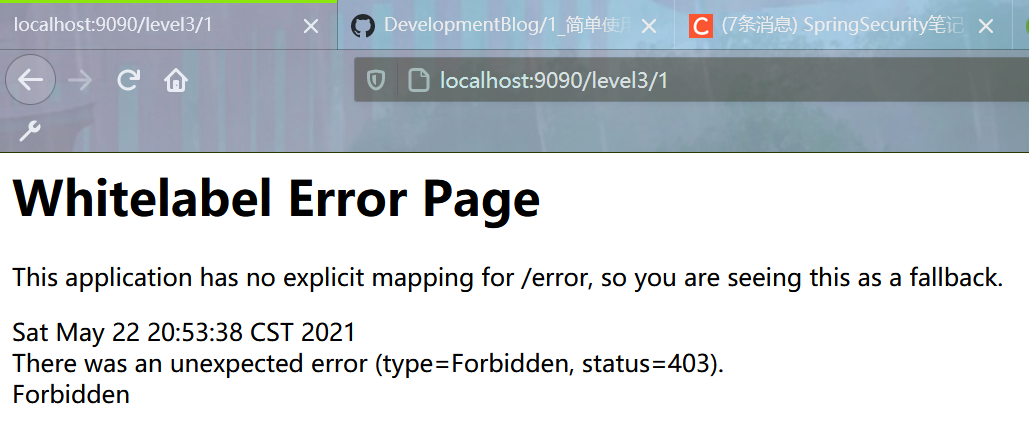 localhost:9090/level3/1
DevelopmentBlog/1_简单使用
(7条消息) SpringSecurity笔记
localhost:9090/level3/1
Whitelabel Error Page
This application has no explicit mapping for /error, so you are seeing this as a fallback.
Sat May 22 20:53:38 CST 2021
There was an unexpected error (type=Forbidden, status=403).
Forbidden